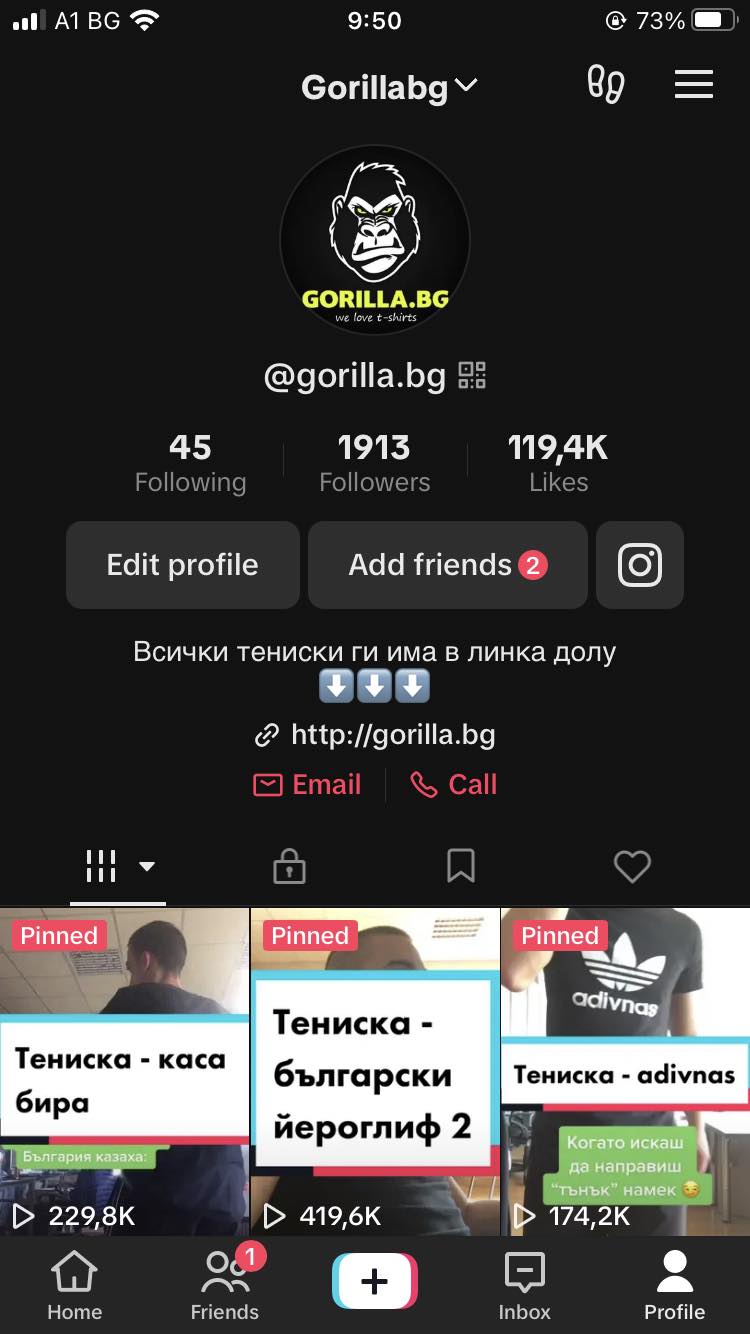 A1 BG
9:50
73%
Gorillabg
GORILLA.BG
we love t-shirts
@gorilla.bg
45
1913
119,4K
Following
Followers
Likes
Edit profile
Add friends 2
Всички тениски ги има в линка долу
⬇️⬇️⬇️
http://gorilla.bg
Email
Call
Pinned
Тениска - каса
бира
България казаха:
229,8K
Pinned
Тениска -
български
йероглиф 2
419,6K
Pinned
adivnas
Тениска - adivnas
Когато искаш
да направиш
“тънък” намек 😏
174,2K
1
Home
Friends
Inbox
Profile